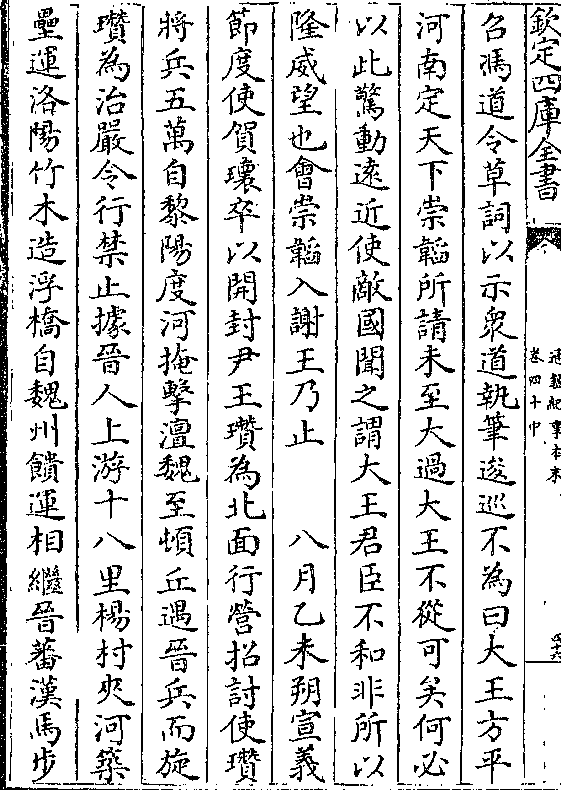 欽定四庫全書
通鑑紀事本末
卷四十中
四十六
召馮道令草詞以示衆道執筆逡巡不為曰大王方平
河南定天下崇韜所請未至大過大王不從可矣何必
以此驚動遠近使敵國聞之謂大王君臣不和非所以
隆威望也會崇韜入謝王乃止　八月乙未朔宣義
節度使賀瓌卒以開封尹王瓚為北面行營招討使瓚
將兵五萬自黎陽度河掩擊澶魏至頓丘遇晉兵而旋
瓚為治嚴令行禁止據晉人上游十八里楊村夾河築
壘運洛陽竹木造浮橋自魏州饋運相繼晉蕃漢馬步